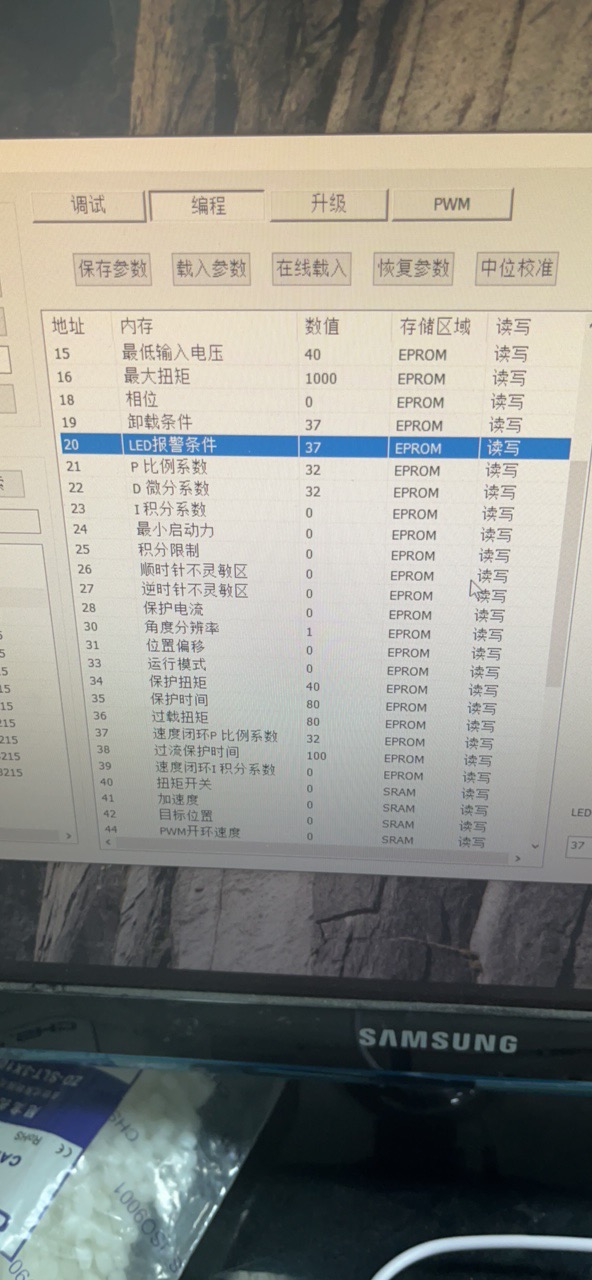 调试 编程 升级 PWM
保存参数 载入参数 在线载入 恢复参数 中位校准
地址 内存 数值 存储区域 读写
15 最低输入电压 40 EPROM 读写
16 最大扭矩 1000 EPROM 读写
18 相位 0 EPROM 读写
19 卸载条件 37 EPROM 读写
20 LED报警条件 37 EPROM 读写
21 P 比例系数 32 EPROM 读写
22 D 微分系数 32 EPROM 读写
23 I 积分系数 0 EPROM 读写
24 最小启动力 0 EPROM 读写
25 积分限制 0 EPROM 读写
26 顺时针不灵敏区 0 EPROM 读写
27 逆时针不灵敏区 0 EPROM 读写
28 保护电流 0 EPROM 读写
30 角度分辨率 1 EPROM 读写
31 位置偏移 0 EPROM 读写
33 运行模式 0 EPROM 读写
34 保护扭矩 40 EPROM 读写
35 保护时间 80 EPROM 读写
36 过载扭矩 80 EPROM 读写
37 速度闭环P 比例系数 32 EPROM 读写
38 过流保护时间 100 EPROM 读写
39 速度闭环I 积分系数 0 EPROM 读写
40 扭矩开关 0 SRAM 读写
41 加速度 0 SRAM 读写
42 目标位置 0 SRAM 读写
44 PWM开环速度 0 SRAM 读写
LED
37
SAMSUNG
ZD-SLT-3X1
RoHS
CE
CHS
ISO9001